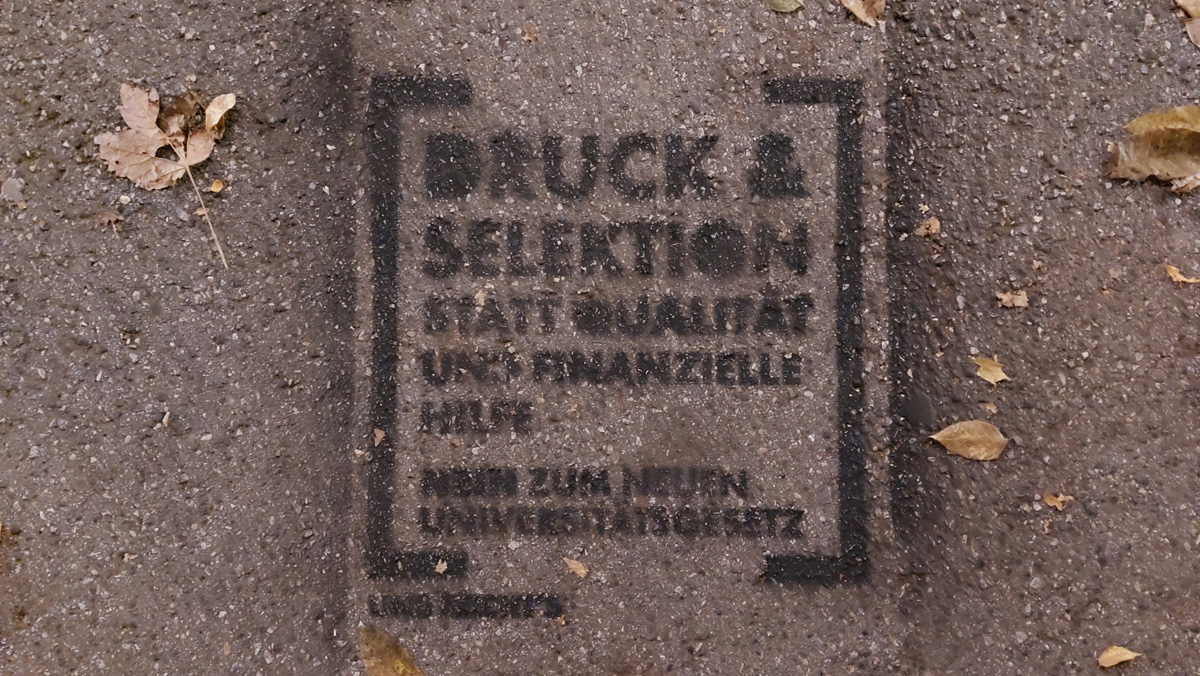 DRUCK &
SELEKTION
STATT QUALITÄT
UND FINANZIELLE
HILFE
NEIN ZUM NEUEN
UNIVERSITÄTSGESETZ